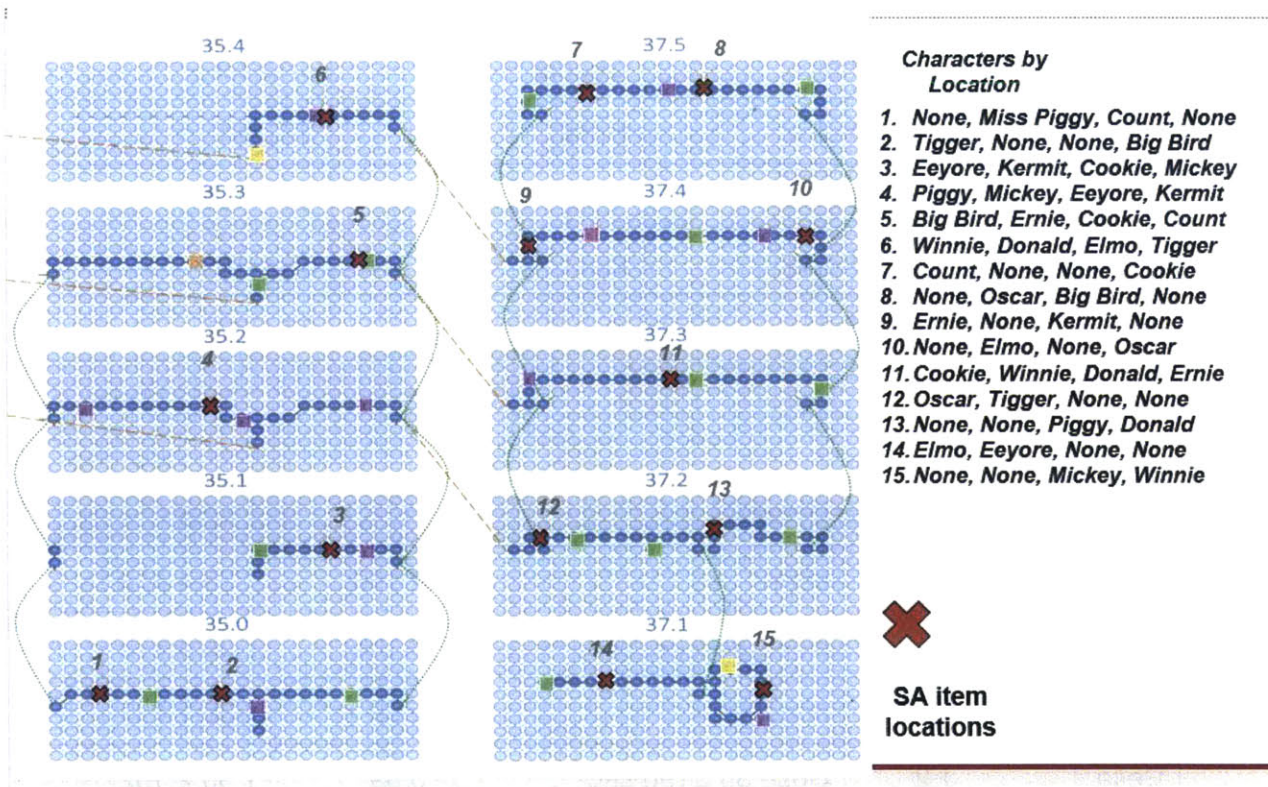 35.4
6
35.3
5
35.2
4
35.1
3
35.0
1 2
7 37.5 8
37.4
9 10
37.3
11
37.2
12 13
37.1
14 15
Characters by
Location
1. None, Miss Piggy, Count, None
2. Tigger, None, None, Big Bird
3. Eeyore, Kermit, Cookie, Mickey
4. Piggy, Mickey, Eeyore, Kermit
5. Big Bird, Ernie, Cookie, Count
6. Winnie, Donald, Elmo, Tigger
7. Count, None, None, Cookie
8. None, Oscar, Big Bird, None
9. Ernie, None, Kermit, None
10. None, Elmo, None, Oscar
11. Cookie, Winnie, Donald, Ernie
12. Oscar, Tigger, None, None
13. None, None, Piggy, Donald
14. Elmo, Eeyore, None, None
15. None, None, Mickey, Winnie
SA item
locations